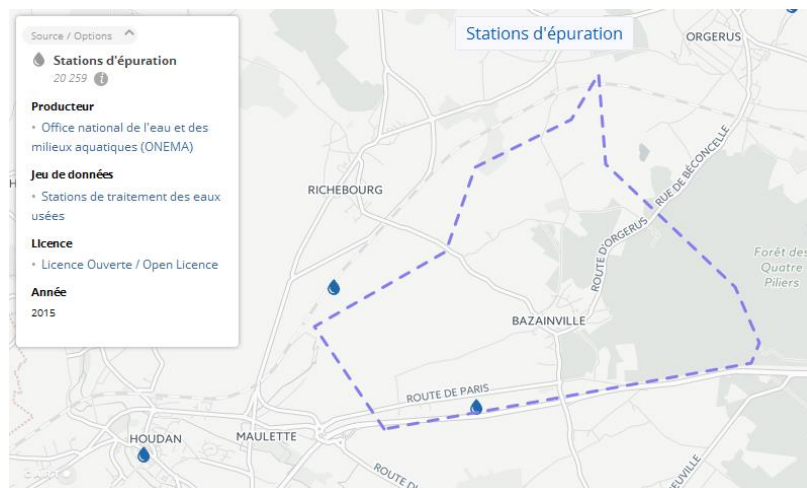 Source / Options
Stations d'épuration
20 259
Producteur
• Office national de l'eau et des
milieux aquatiques (ONEMA)
Jeu de données
• Stations de traitement des eaux
usées
Licence
• Licence Ouverte / Open Licence
Année
2015
Stations d'épuration
ORGERUS
RICHEBOURG
RUE DE BÉCONCELLE
ROUTE D'ORGERUS
Forêt des
Quatre
Piliers
BAZAINVILLE
ROUTE DE PARIS
HOUDAN
MAULETTE